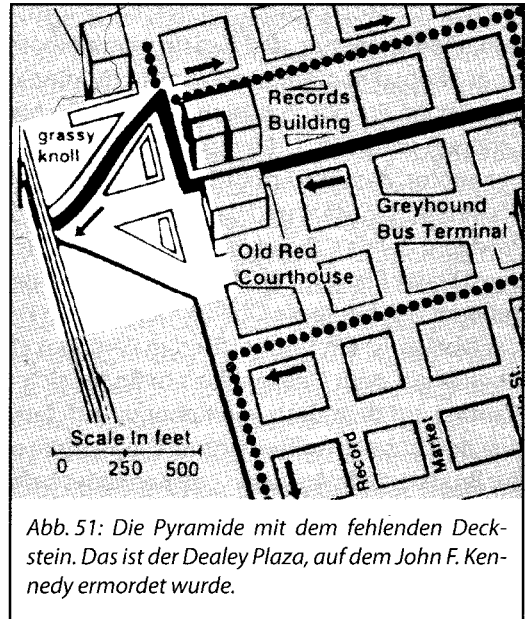 grassy
knoll
Records
Building
Greyhound
Bus Terminal
Old Red
Courthouse
Scale In feet
0 250 500
Record
Market
St.
Abb. 51: Die Pyramide mit dem fehlenden Deck-
stein. Das ist der Dealey Plaza, auf dem John F. Ken-
nedy ermordet wurde.